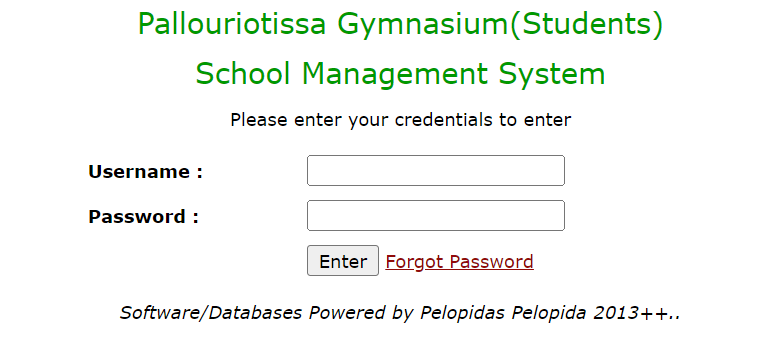 Pallouriotissa Gymnasium(Students)
School Management System
Please enter your credentials to enter
Username :
Password :
Enter Forgot Password
Software/Databases Powered by Pelopidas Pelopida 2013++..